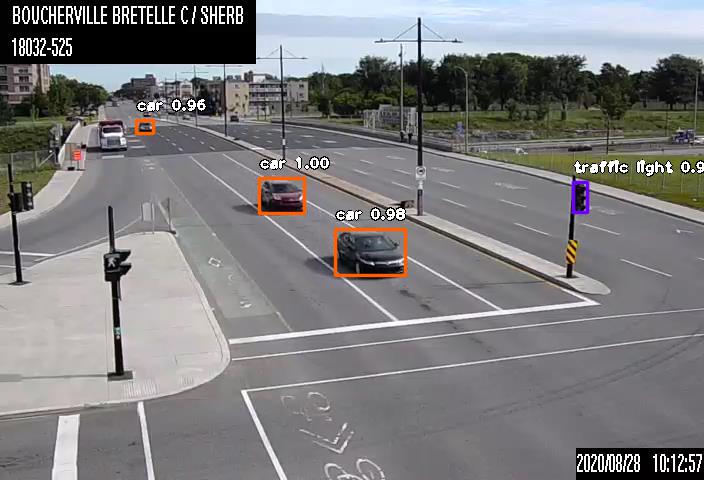 BOUCHERVILLE BRETELLE C / SHERB
18032-525
car 0.96
car 1.00
traffic light 0.9
car 0.98
2020/08/28 10:12:57